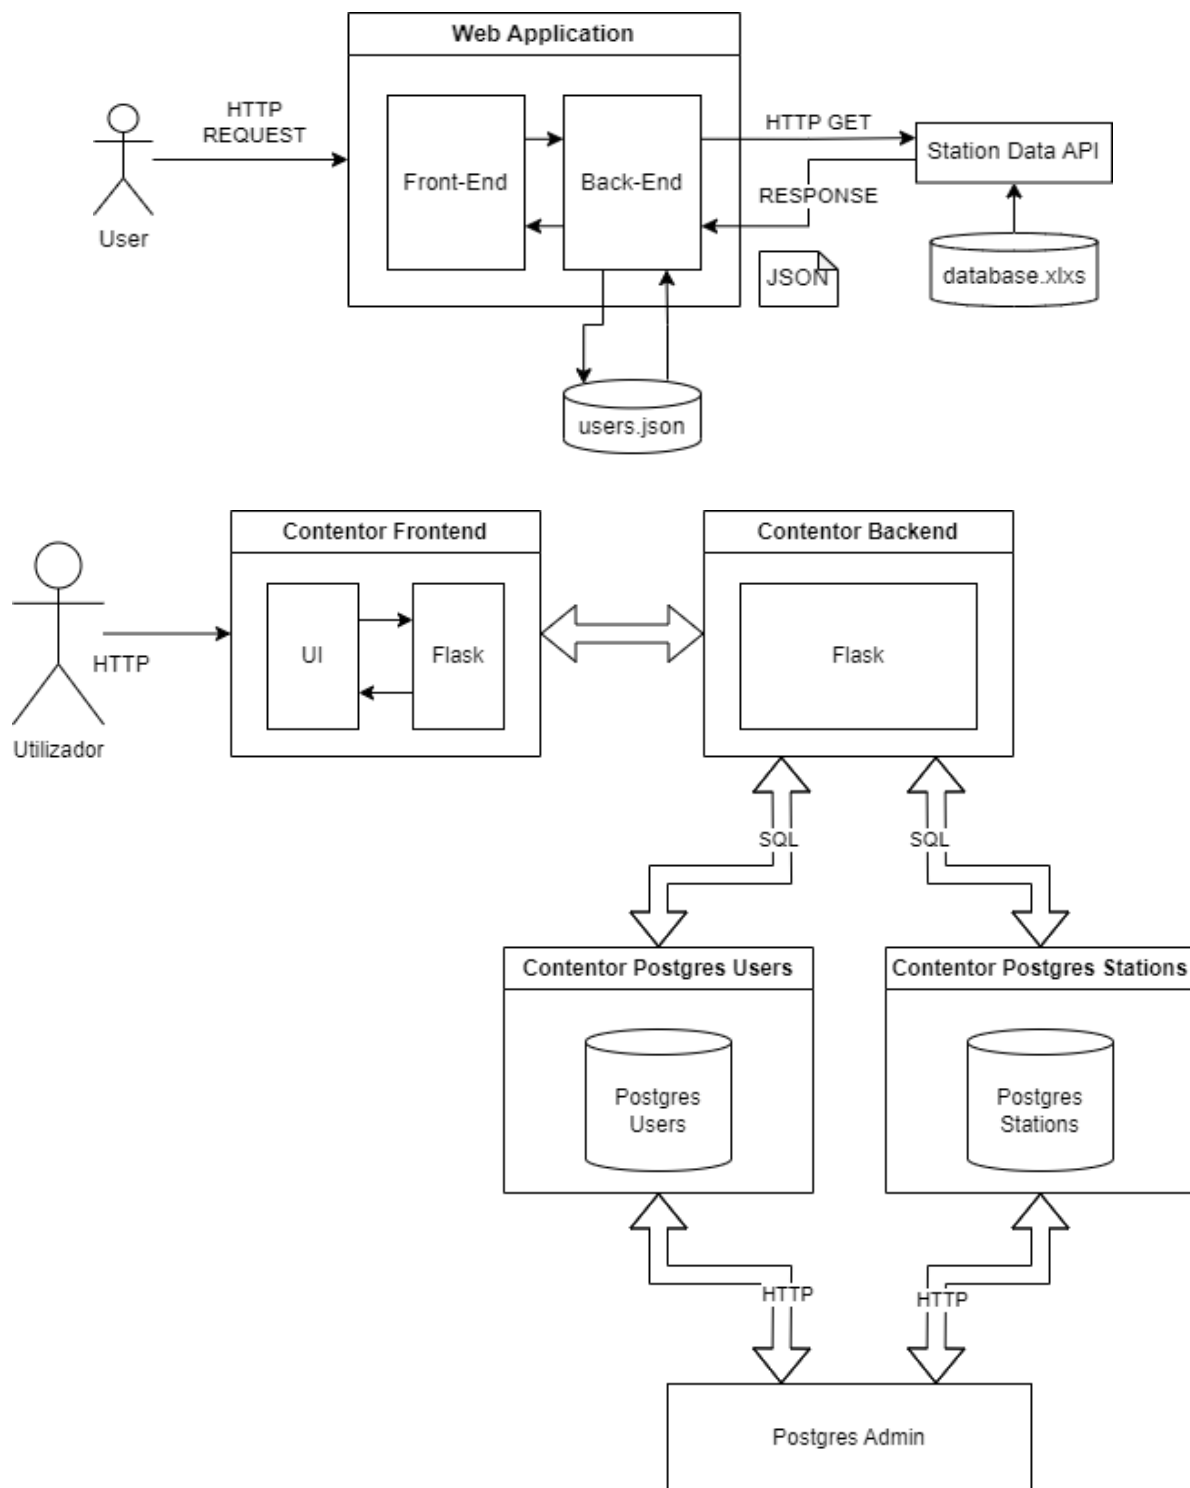 Web Application
HTTP
REQUEST
HTTP GET
Front-End
Back-End
Station Data API
RESPONSE
User
JSON
database.xlxs
users.json
Contentor Frontend
Contentor Backend
UI
Flask
Flask
HTTP
Utilizador
SQL
SQL
Contentor Postgres Users
Contentor Postgres Stations
Postgres
Users
Postgres
Stations
HTTP
HTTP
Postgres Admin